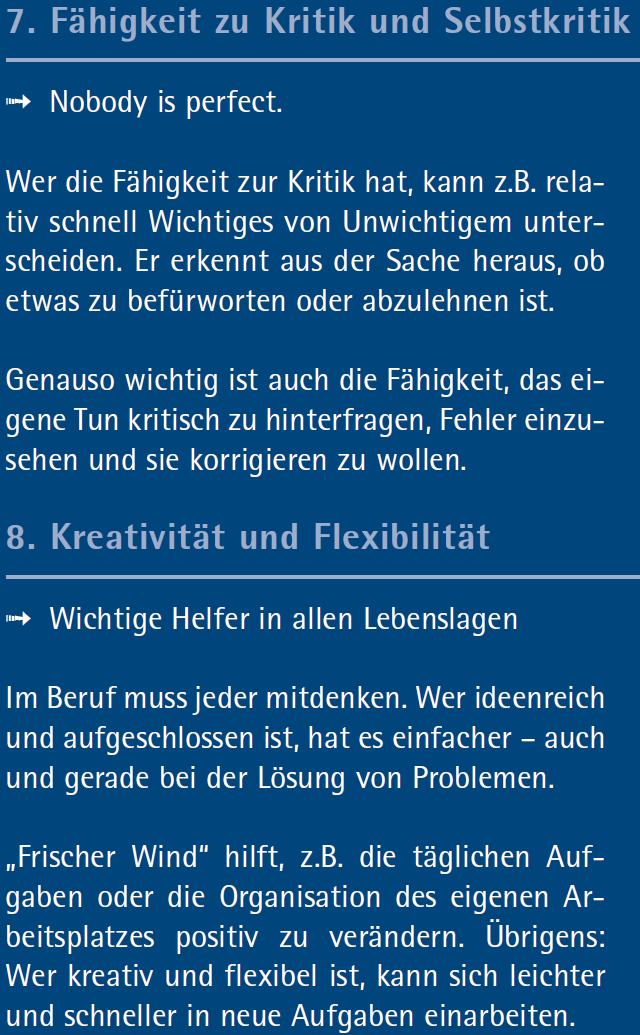 7. Fähigkeit zu Kritik und Selbstkritik
➟ Nobody is perfect.
Wer die Fähigkeit zur Kritik hat, kann z.B. rela-
tiv schnell Wichtiges von Unwichtigem unter-
scheiden. Er erkennt aus der Sache heraus, ob
etwas zu befürworten oder abzulehnen ist.
Genauso wichtig ist auch die Fähigkeit, das ei-
gene Tun kritisch zu hinterfragen, Fehler einzu-
sehen und sie korrigieren zu wollen.
8. Kreativität und Flexibilität
➟ Wichtige Helfer in allen Lebenslagen
Im Beruf muss jeder mitdenken. Wer ideenreich
und aufgeschlossen ist, hat es einfacher – auch
und gerade bei der Lösung von Problemen.
„Frischer Wind“ hilft, z.B. die täglichen Auf-
gaben oder die Organisation des eigenen Ar-
beitsplatzes positiv zu verändern. Übrigens:
Wer kreativ und flexibel ist, kann sich leichter
und schneller in neue Aufgaben einarbeiten.